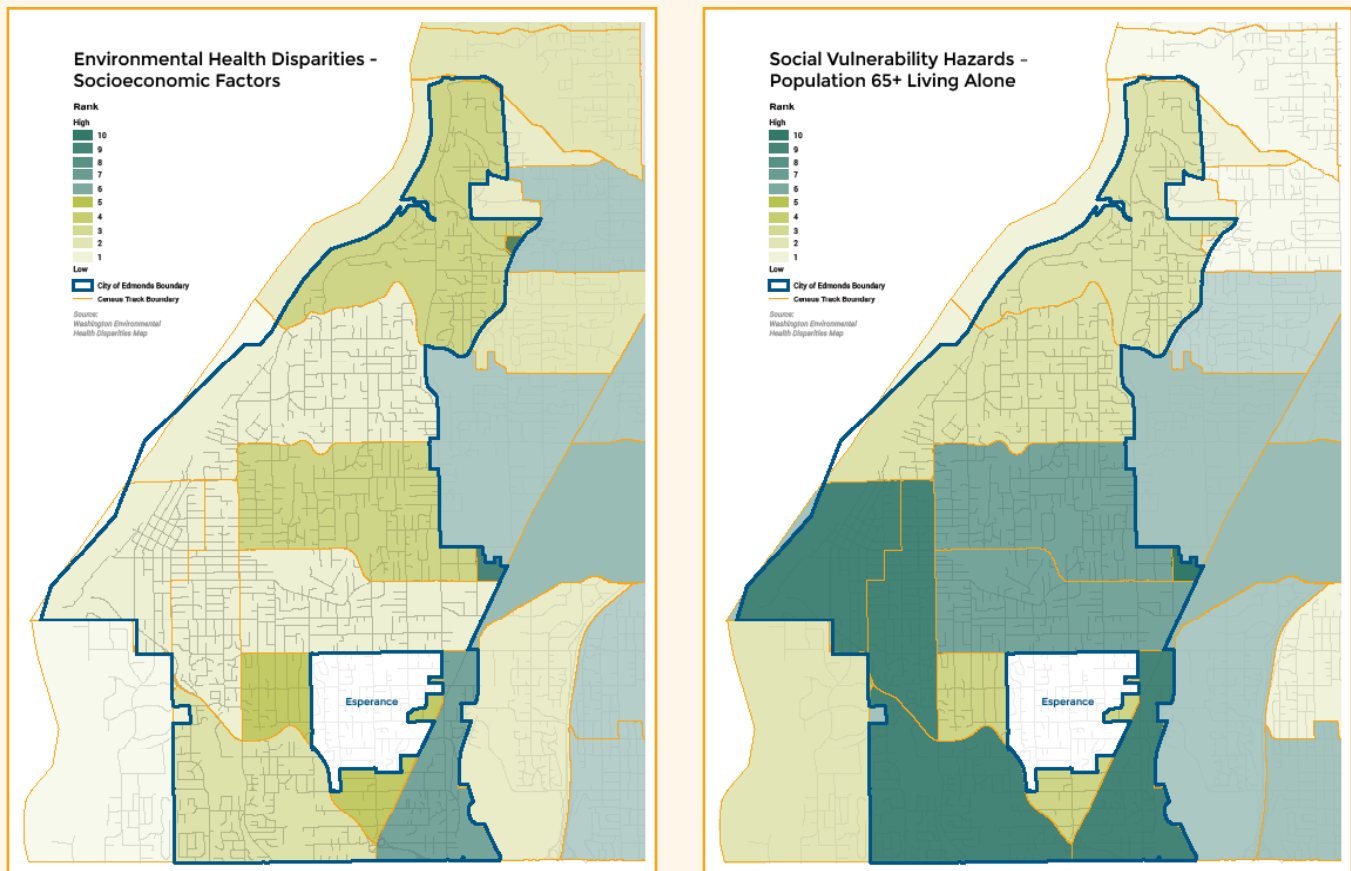 Environmental Health Disparities -
Socioeconomic Factors
Rank
High
10
9
8
7
6
5
4
3
2
1
Low
City of Edmonds Boundary
Census Track Boundary
Source:
Washington Environmental
Health Disparities Map
Esperance
Social Vulnerability Hazards –
Population 65+ Living Alone
Rank
High
10
9
8
7
6
5
4
3
2
1
Low
City of Edmonds Boundary
Census Track Boundary
Source:
Washington Environmental
Health Disparities Map
Esperance